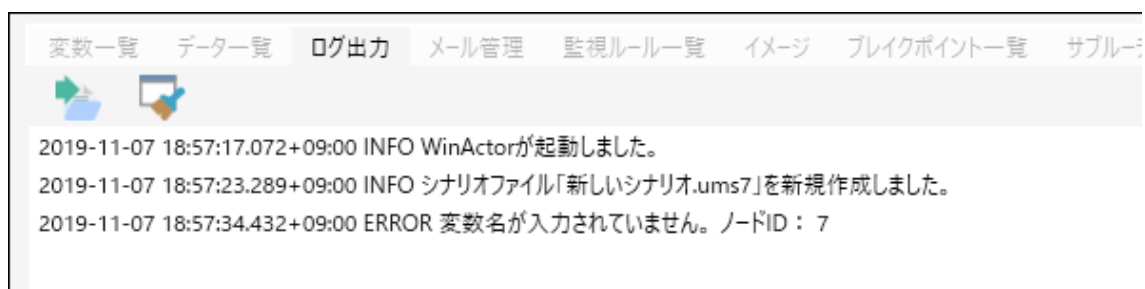 変数一覧 データ一覧 ログ出力 メール管理 監視ルール一覧 イメージ ブレイクポイント一覧 サブルー
2019-11-07 18:57:17.072+09:00 INFO WinActorが起動しました。
2019-11-07 18:57:23.289+09:00 INFO シナリオファイル「新しいシナリオ.ums7」を新規作成しました。
2019-11-07 18:57:34.432+09:00 ERROR 変数名が入力されていません。ノードID： 7